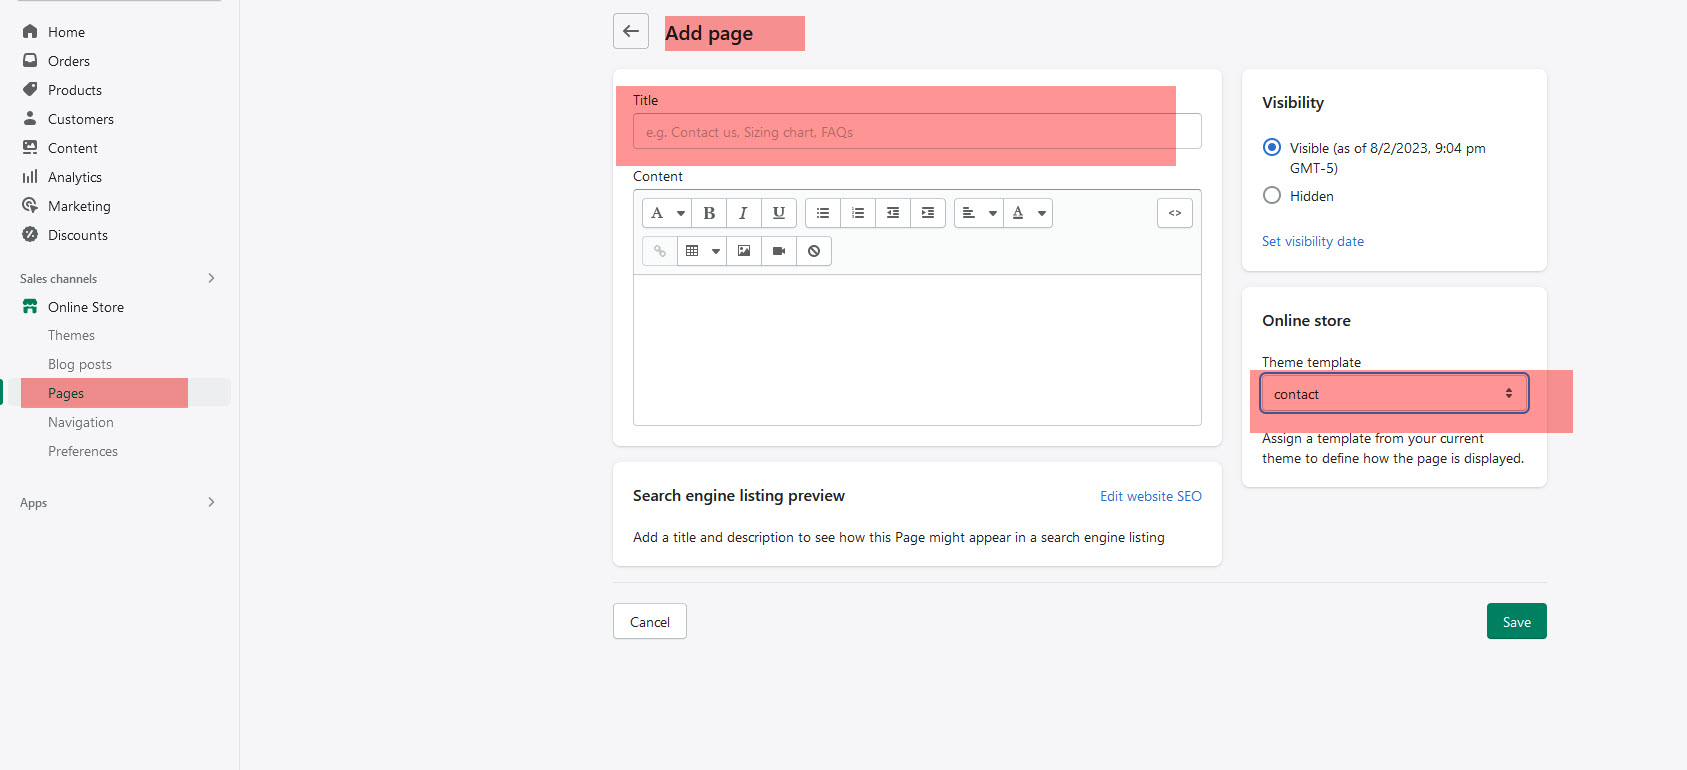 Home
Orders
Products
Customers
Content
Analytics
Marketing
Discounts
Sales channels
Online Store
Themes
Blog posts
Pages
Navigation
Preferences
Apps
Add page
Title
e.g. Contact us, Sizing chart, FAQs
Content
A B I U A <>
Search engine listing preview
Edit website SEO
Add a title and description to see how this Page might appear in a search engine listing
Cancel
Save
Visibility
Visible (as of 8/2/2023, 9:04 pm
GMT-5)
Hidden
Set visibility date
Online store
Theme template
contact
Assign a template from your current
theme to define how the page is displayed.